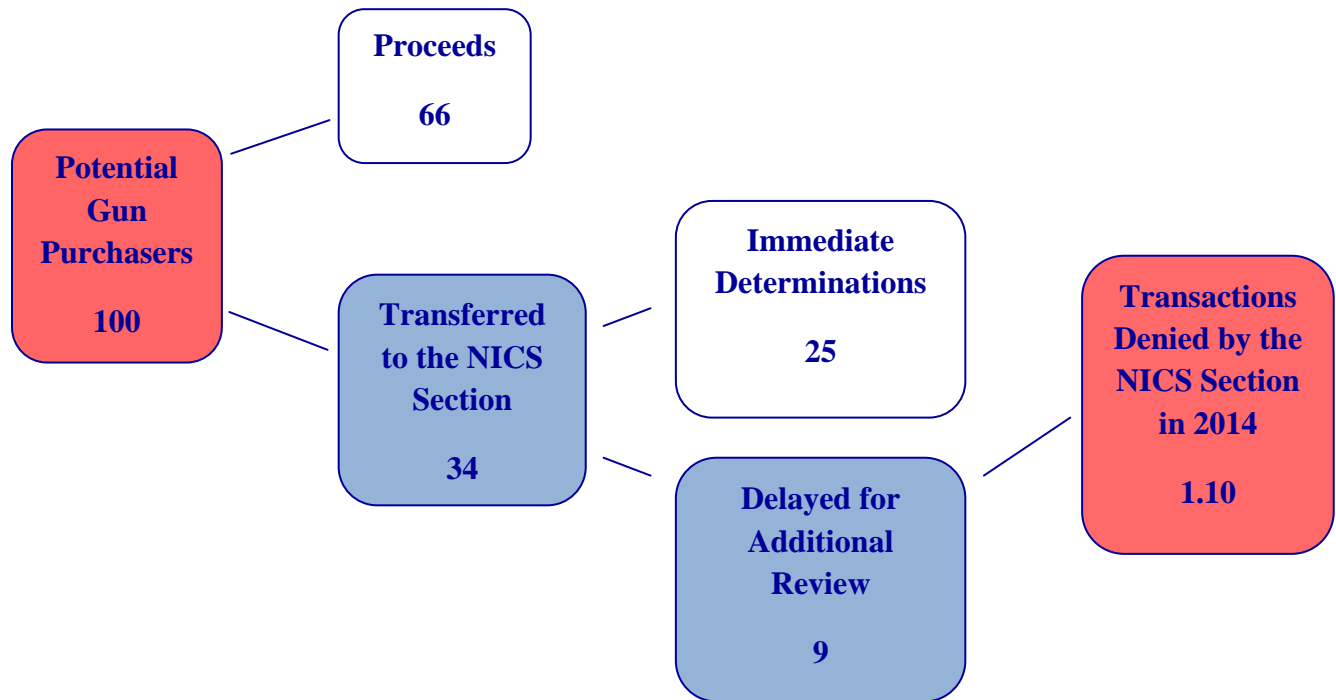 Potential
Gun
Purchasers
100
Proceeds
66
Transferred
to the NICS
Section
34
Immediate
Determinations
25
Delayed for
Additional
Review
9
Transactions
Denied by the
NICS Section
in 2014
1.10